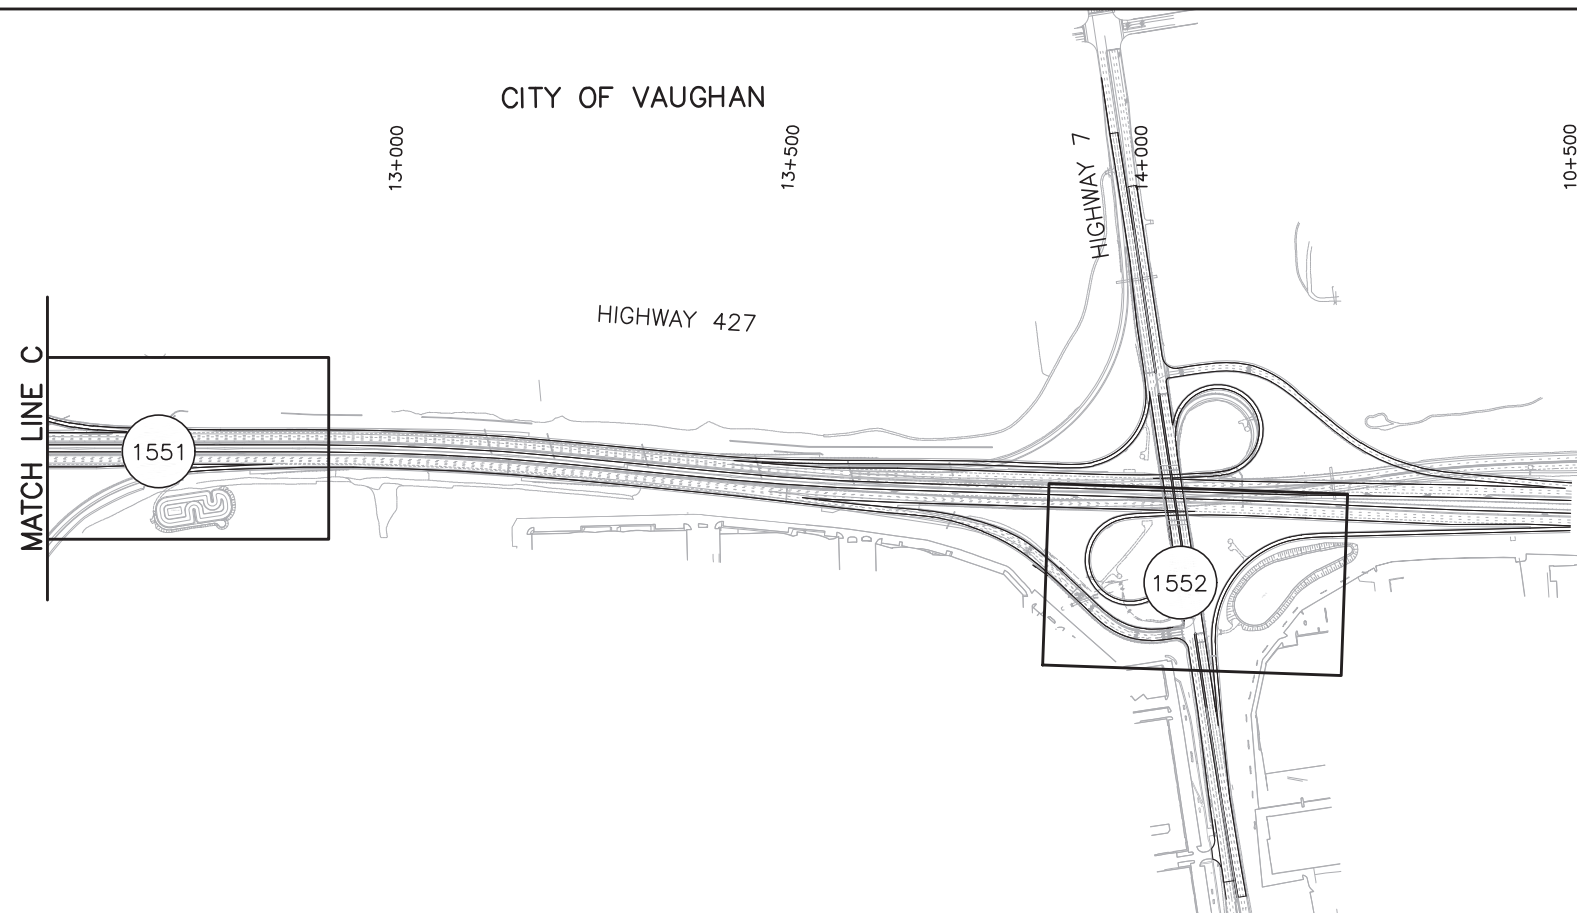 CITY OF VAUGHAN
13+000
13+500
HIGHWAY 7
14+000
10+500
HIGHWAY 427
MATCH LINE C
1551
1552